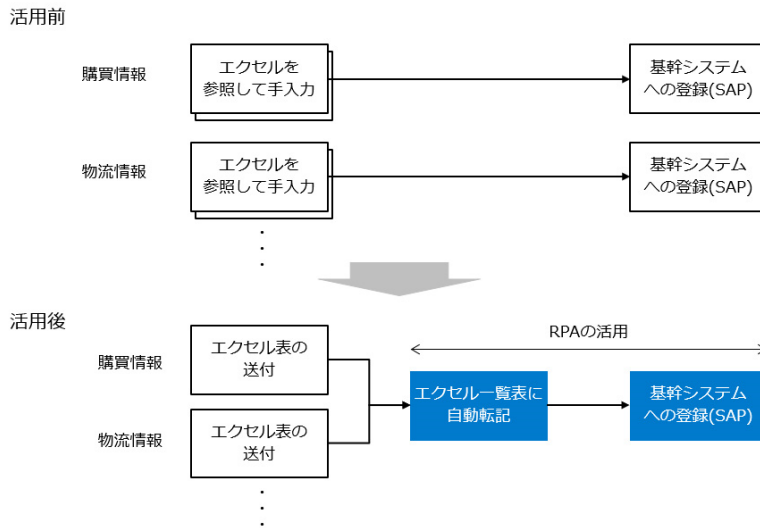 活用前
購買情報
エクセルを
参照して手入力
基幹システム
への登録(SAP)
物流情報
エクセルを
参照して手入力
基幹システム
への登録(SAP)
・
・
・
活用後
RPAの活用
購買情報
エクセル表の
送付
エクセル一覧表に
自動転記
基幹システム
への登録(SAP)
物流情報
エクセル表の
送付
・
・
・